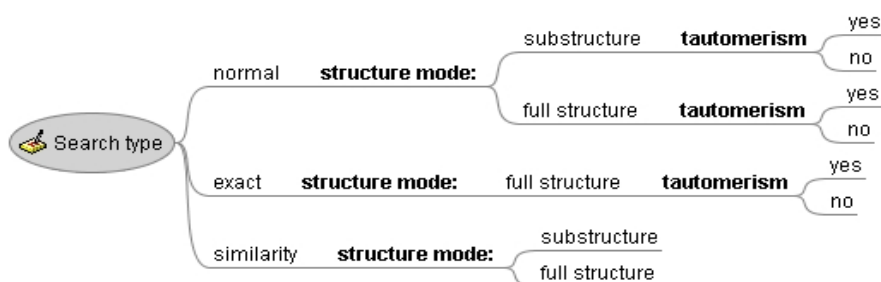 Search type
normal structure mode:
substructure tautomerism
yes
no
full structure tautomerism
yes
no
exact structure mode: full structure tautomerism
yes
no
similarity structure mode:
substructure
full structure